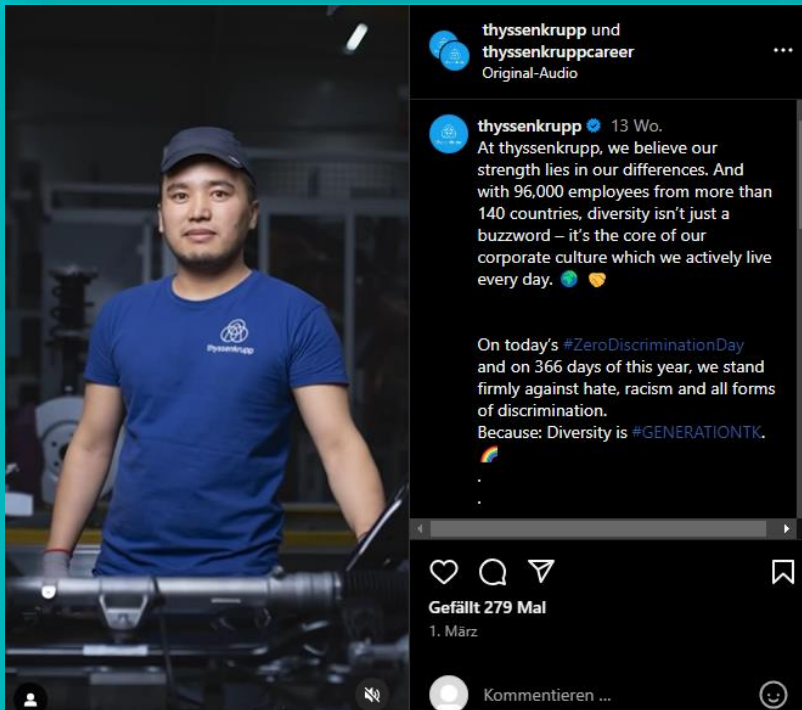 thyssenkrupp
thyssenkrupp und
thyssenkruppcareer
Original-Audio
thyssenkrupp 13 Wo.
At thyssenkrupp, we believe our
strength lies in our differences. And
with 96,000 employees from more than
140 countries, diversity isn't just a
buzzword – it's the core of our
corporate culture which we actively live
every day. 🌍 🤝
On today's #ZeroDiscriminationDay
and on 366 days of this year, we stand
firmly against hate, racism and all forms
of discrimination.
Because: Diversity is #GENERATIONTK.
🌈
.
.
Gefällt 279 Mal
1. März
Kommentieren ...